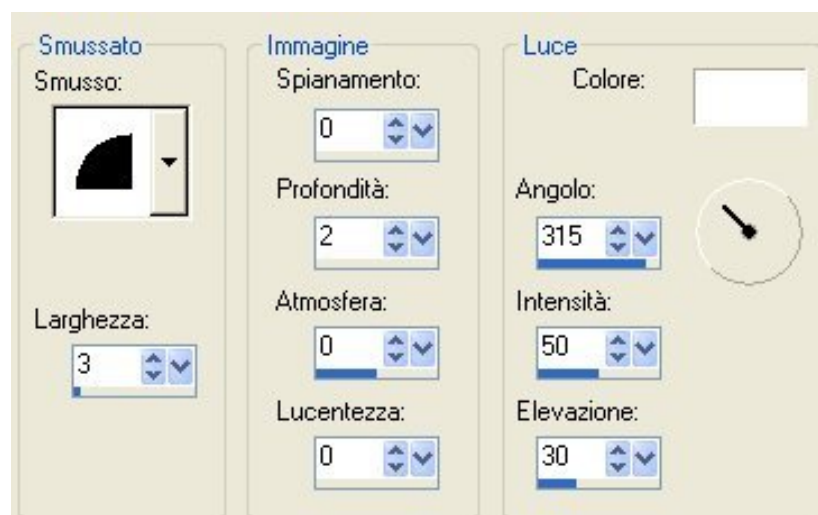 Smussato
Smusso:
Larghezza:
3
Immagine
Spianamento:
0
Profondità:
2
Atmosfera:
0
Lucentezza:
0
Luce
Colore:
Angolo:
315
Intensità:
50
Elevazione:
30